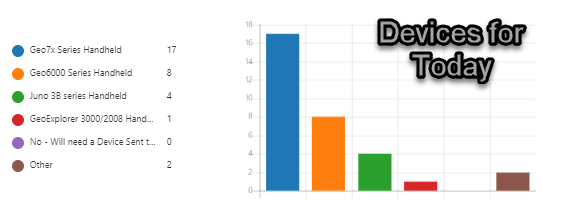 Geo7x Series Handheld 17
Geo6000 Series Handheld 8
Juno 3B series Handheld 4
GeoExplorer 3000/2008 Hand... 1
No - Will need a Device Sent t... 0
Other 2
Devices for
Today
18
16
14
12
10
8
6
4
2
0